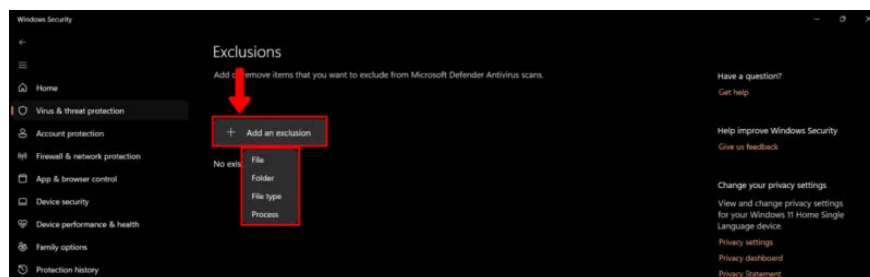 Windows Security
Home
Virus & threat protection
Account protection
Firewall & network protection
App & browser control
Device security
Device performance & health
Family options
Protection history
Exclusions
Add or remove items that you want to exclude from Microsoft Defender Antivirus scans.
+ Add an exclusion
No exis
File
Folder
File type
Process
Have a question?
Get help
Help improve Windows Security
Give us feedback
Change your privacy settings
View and change privacy settings
for your Windows 11 Home Single
Language device.
Privacy settings
Privacy dashboard
Privacy Statement